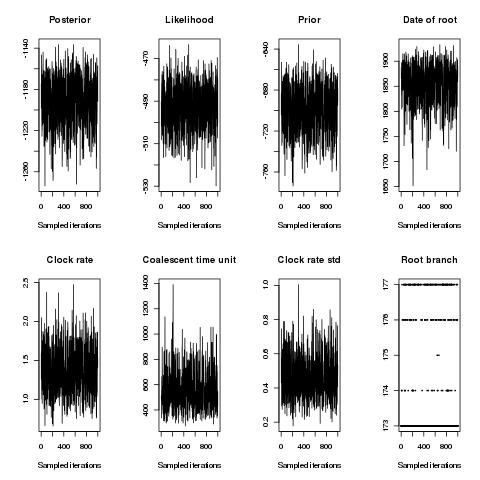 Posterior Likelihood Prior Date of root
-1140 -1180 -1220 -1260
-470 -490 -510 -530
-640 -680 -720 -760
1900 1850 1800 1750 1700 1650
0 400 800 0 400 800 0 400 800 0 400 800
Sampled iterations Sampled iterations Sampled iterations Sampled iterations
Clock rate Coalescent time unit Clock rate std Root branch
2.5 2.0 1.5 1.0
1400 1200 1000 800 600 400
1.0 0.8 0.6 0.4 0.2
177 176 175 174 173
0 400 800 0 400 800 0 400 800 0 400 800
Sampled iterations Sampled iterations Sampled iterations Sampled iterations